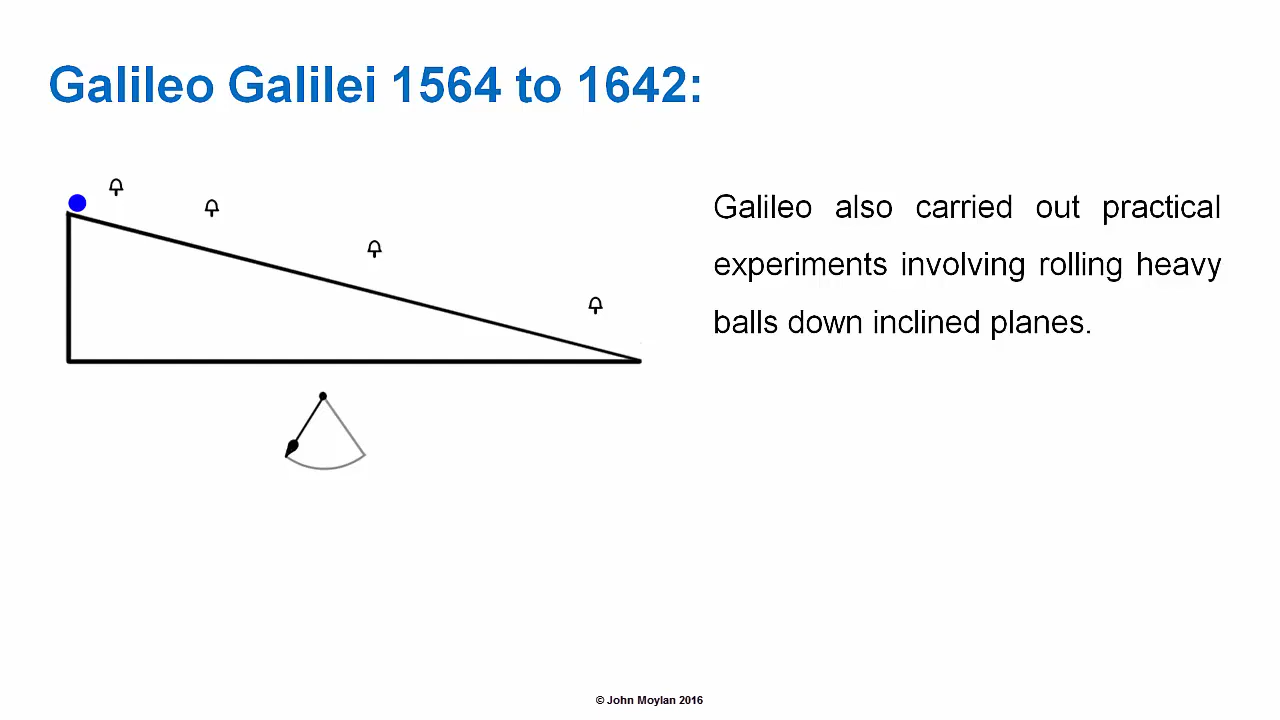 Galileo Galilei 1564 to 1642:
Galileo also carried out practical
experiments involving rolling heavy
balls down inclined planes.
© John Moylan 2016